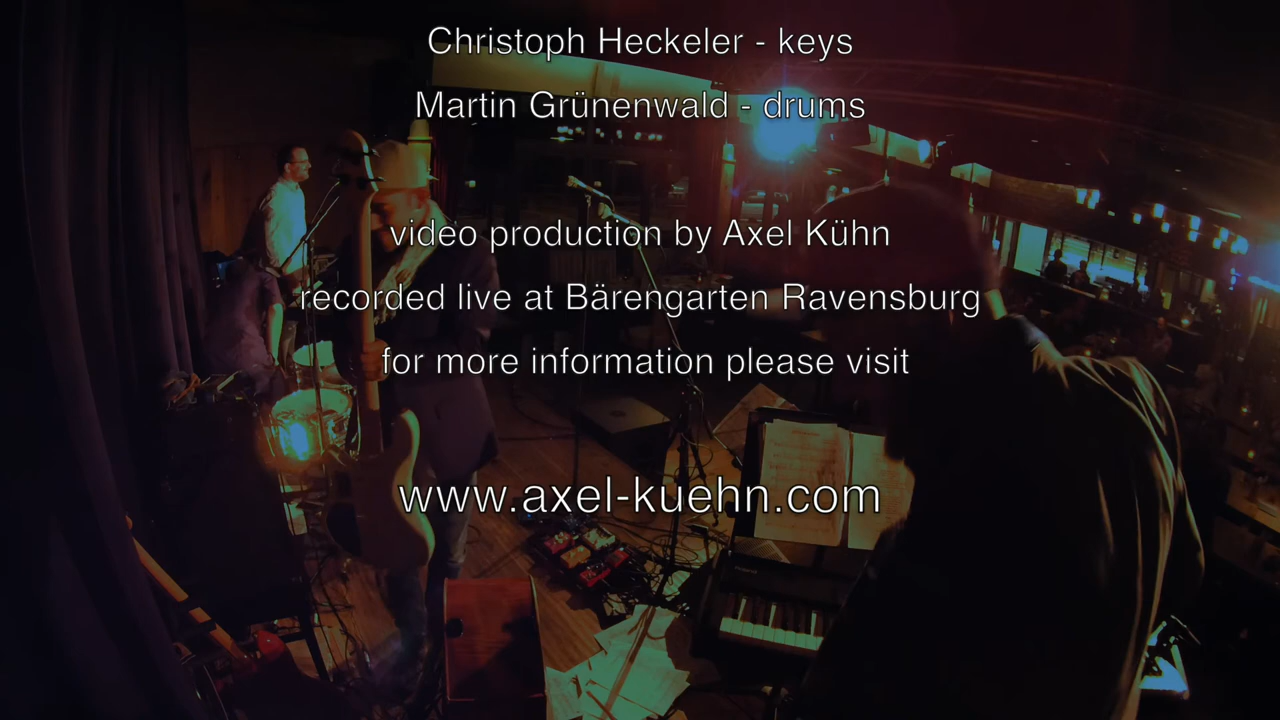 Christoph Heckeler - keys
Martin Grünenwald - drums
video production by Axel Kühn
recorded live at Bärengarten Ravensburg
for more information please visit
www.axel-kuehn.com